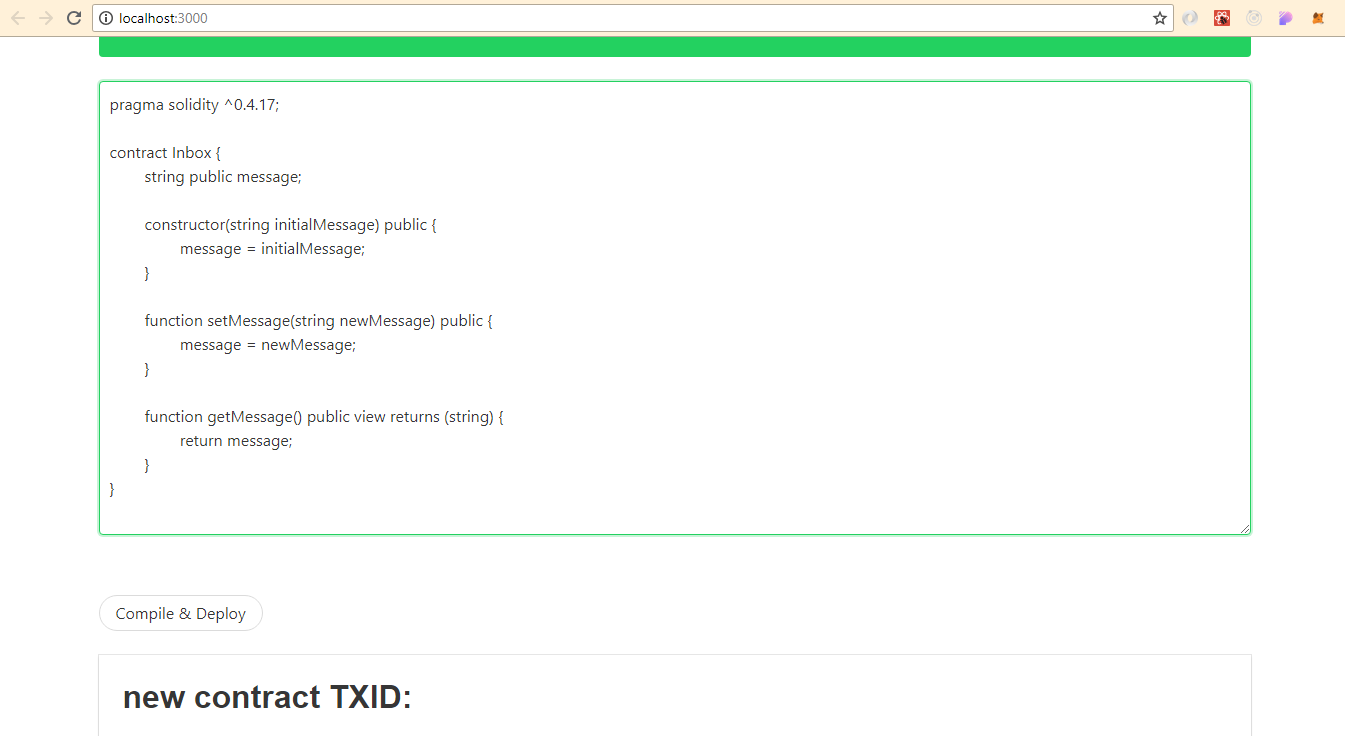 localhost:3000
pragma solidity ^0.4.17;
contract Inbox {
string public message;
constructor(string initialMessage) public {
message = initialMessage;
}
function setMessage(string newMessage) public {
message = newMessage;
}
function getMessage() public view returns (string) {
return message;
}
}
Compile & Deploy
new contract TXID: